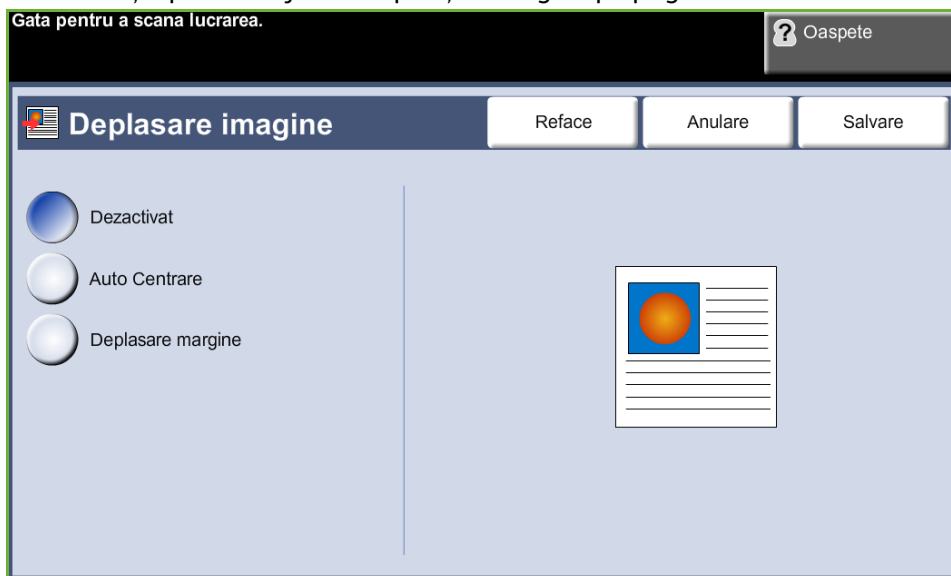 Gata pentru a scana lucrarea.
? Oaspete
Deplasare imagine
Reface
Anulare
Salvare
Dezactivat
Auto Centrare
Deplasare margine